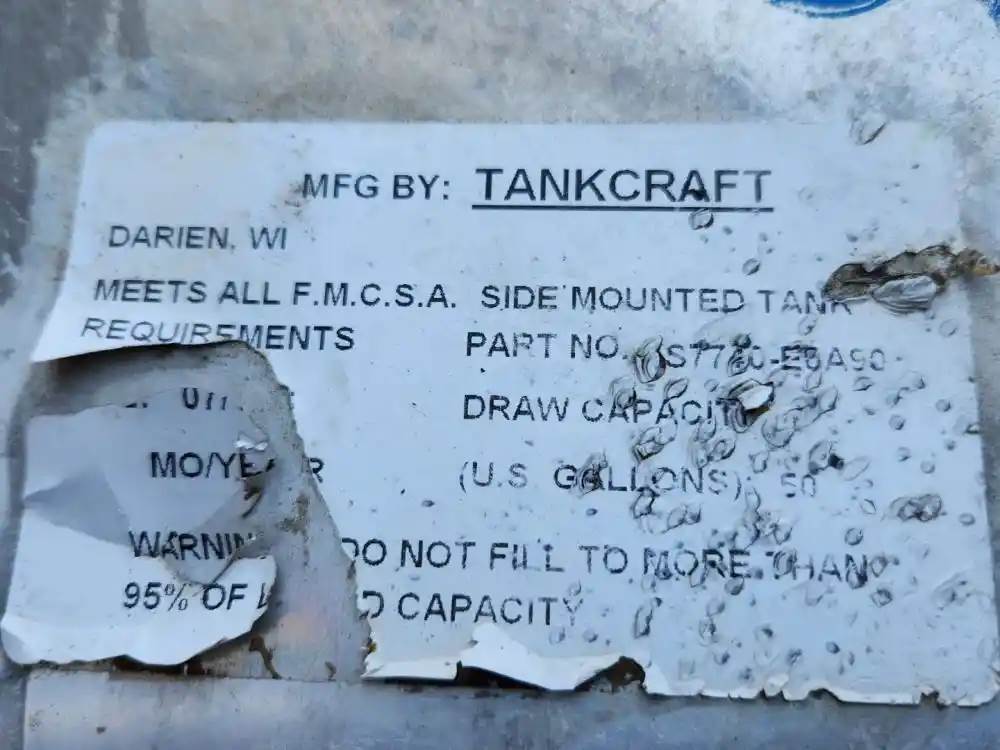 MFG BY: TANKCRAFT
DARIEN, WI
MEETS ALL F.M.C.S.A. SIDE MOUNTED TANK
REQUIREMENTS PART NO.
DRAW CAPACITY
MO/YEAR (U.S. GALLONS): 50
WARNING DO NOT FILL TO MORE THAN
95% OF CAPACITY